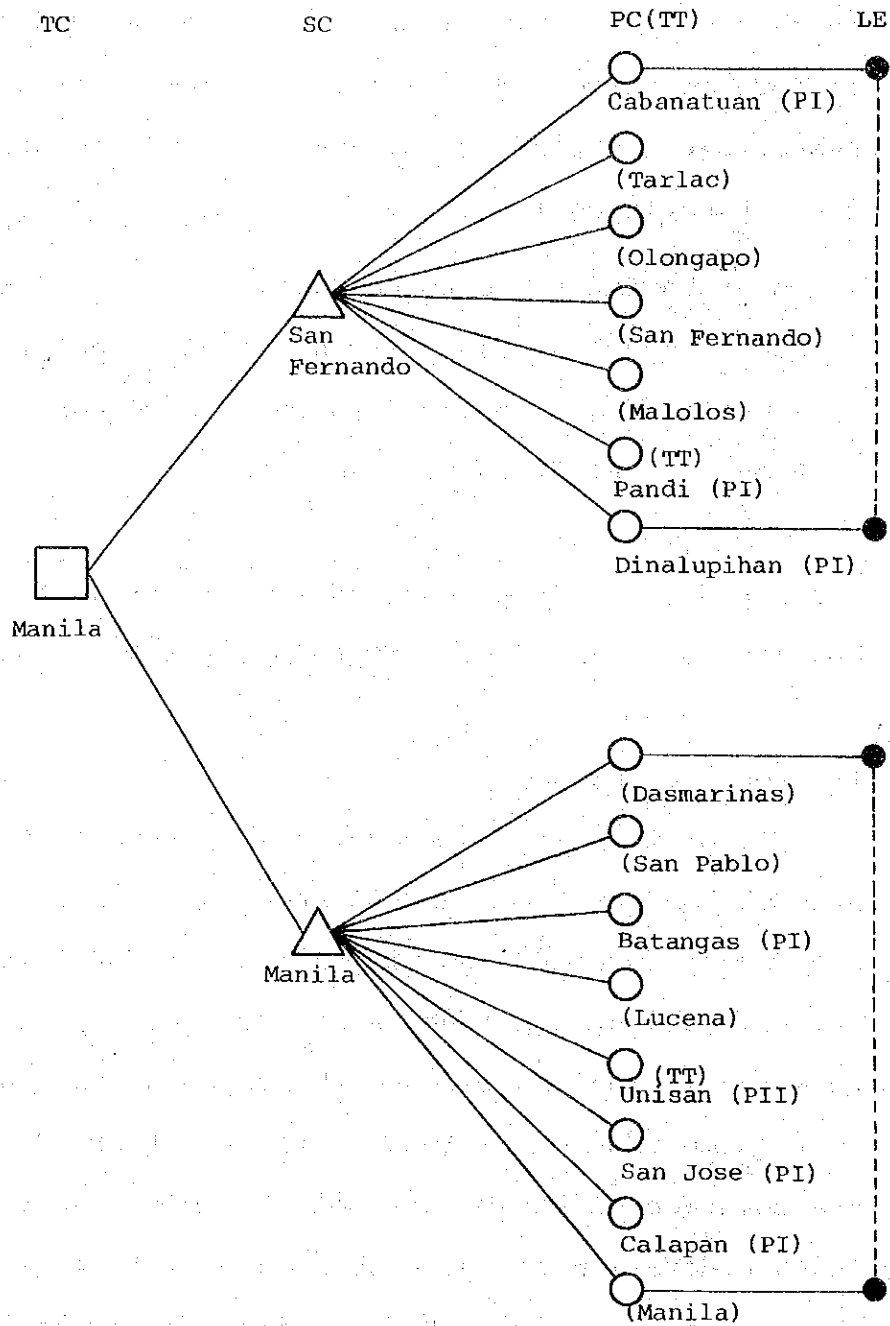 TC SC PC(TT) LE
Cabanatuan (PI)
(Tarlac)
(Olongapo)
San
Fernando
(San Fernando)
(Malolos)
(TT)
Pandi (PI)
Dinalupihan (PI)
Manila
(Dasmarinas)
(San Pablo)
Batangas (PI)
Manila
(Lucena)
(TT)
Unisan (PII)
San Jose (PI)
Calapan (PI)
(Manila)